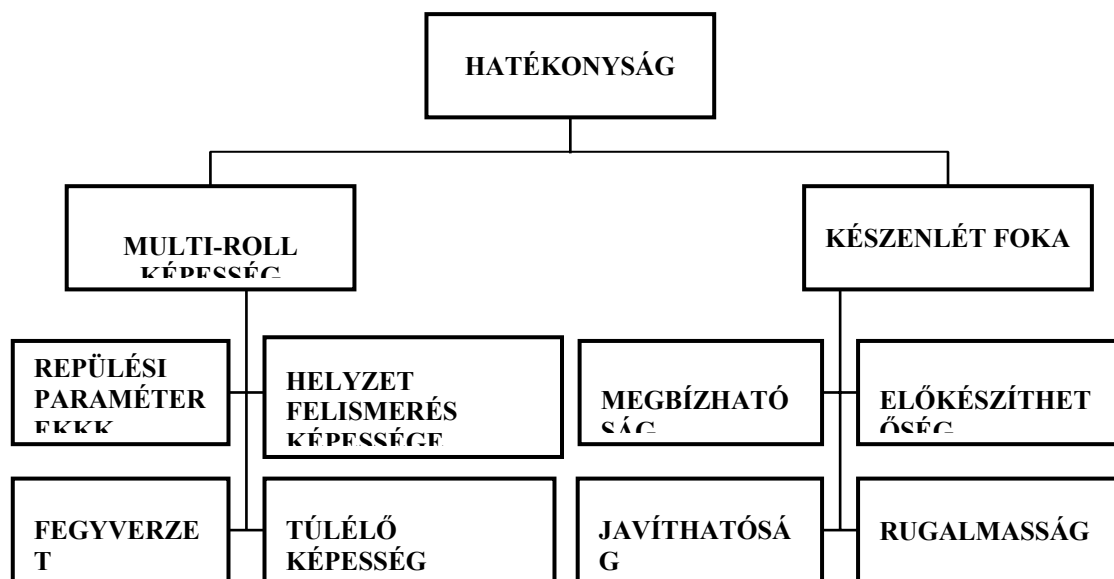 HATÉKONYSÁG
MULTI-ROLL
KÉPESSÉG
KÉSZENLÉT FOKA
REPÜLÉSI
PARAMÉTER
EKKK
HELYZET
FELISMERÉS
KÉPESSÉGE
MEGBÍZHATÓ
SÁG
ELŐKÉSZÍTHET
ŐSÉG
FEGYVERZE
T
TÚLÉLŐ
KÉPESSÉG
JAVÍTHATÓSÁ
G
RUGALMASSÁG